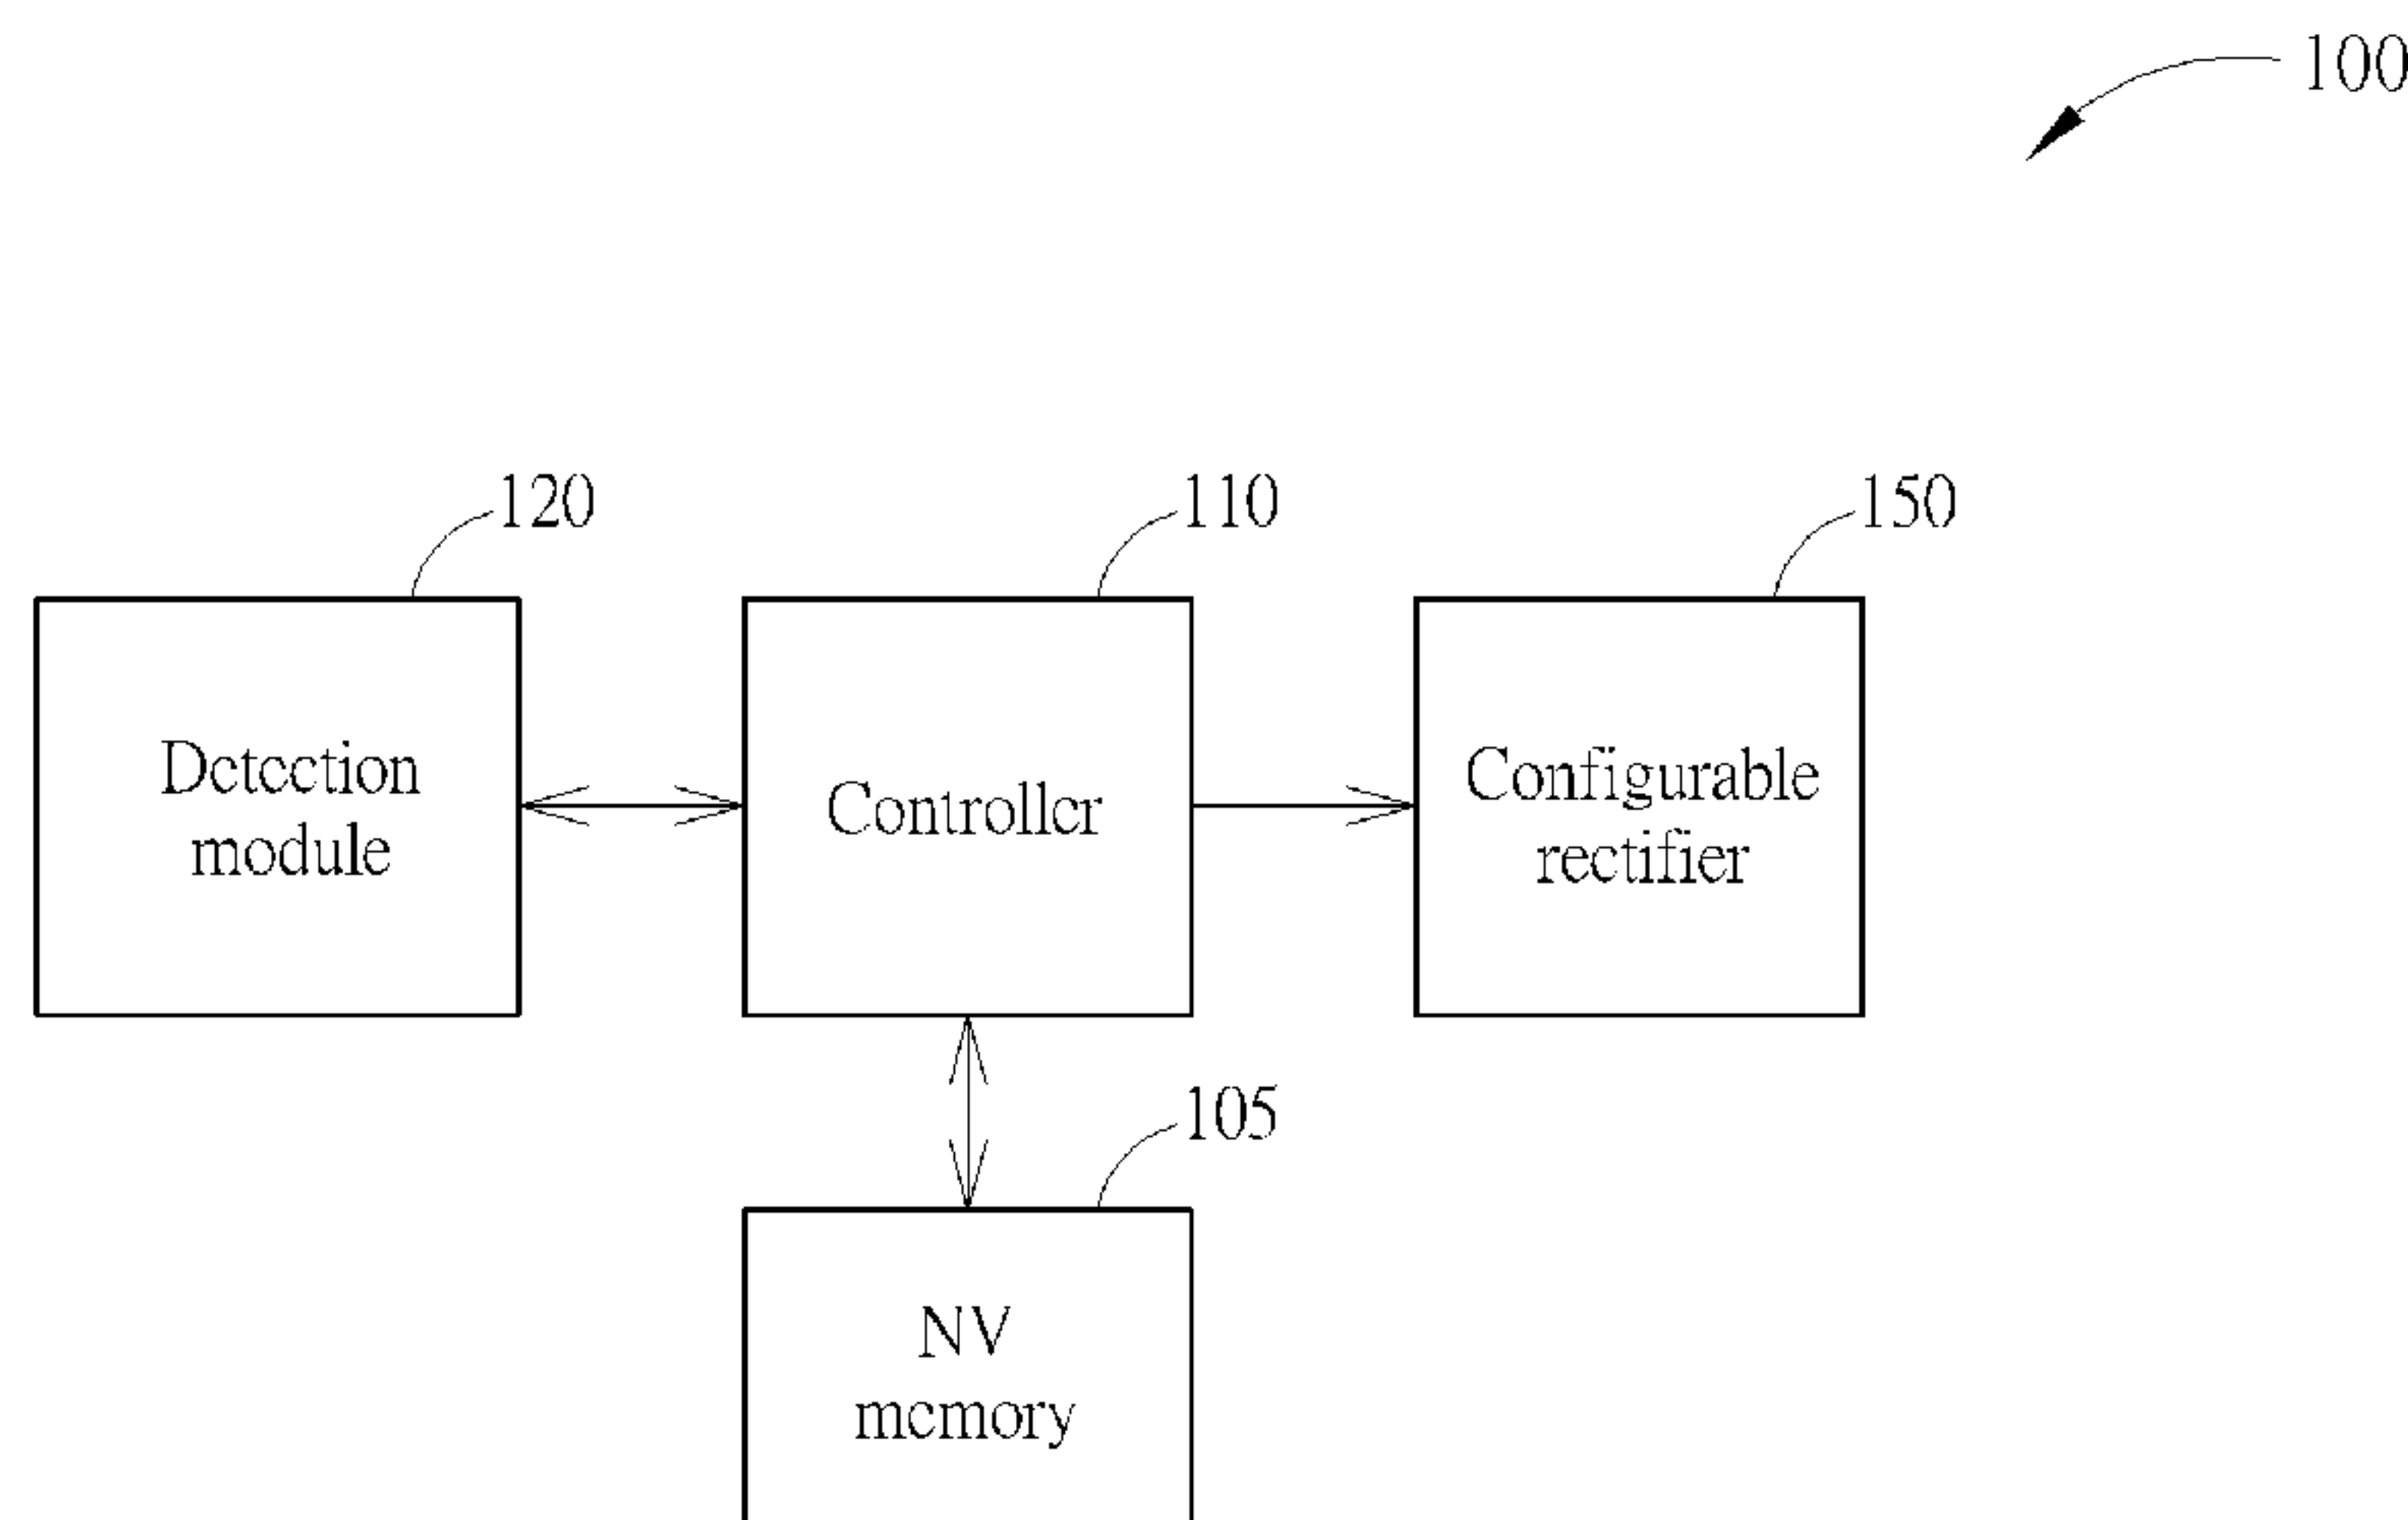 100
120
110
150
Detection
module
Controller
Configurable
rectifier
105
NV
memory